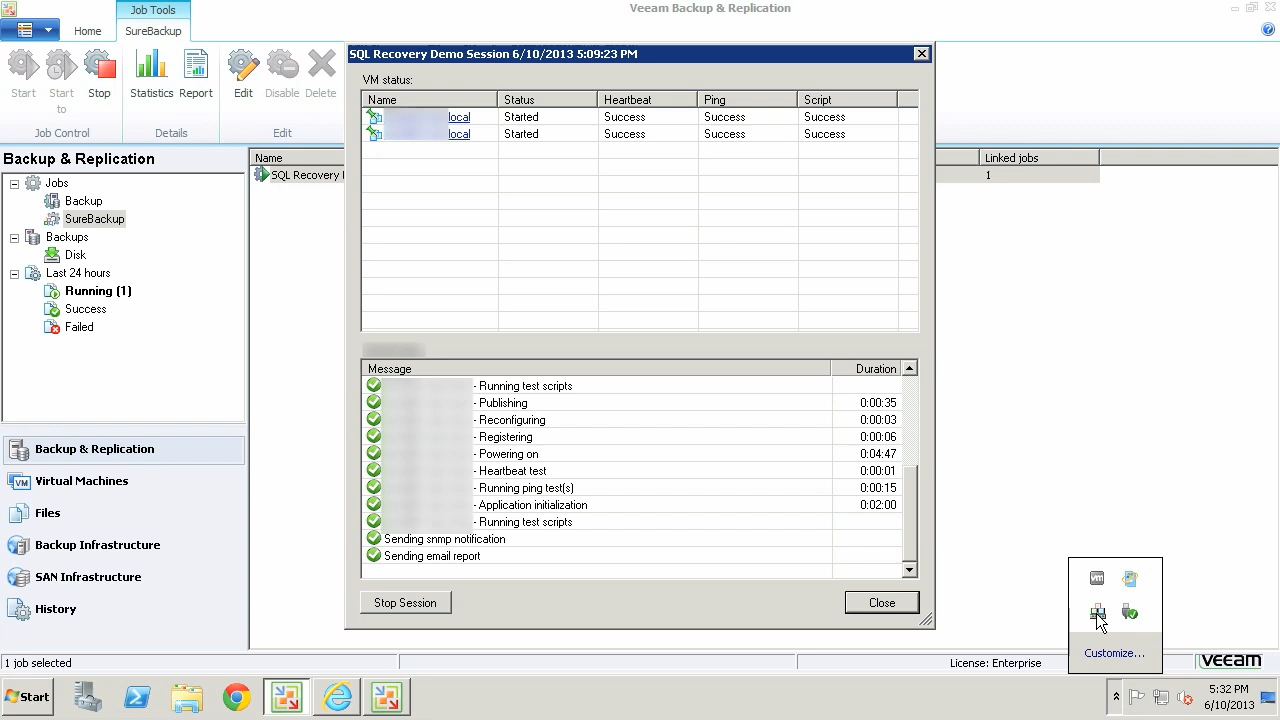 Job Tools
Veeam Backup & Replication
Home
SureBackup
Start
Start to
Stop
Statistics
Report
Edit
Disable
Delete
Job Control
Details
Edit
SQL Recovery Demo Session 6/10/2013 5:09:23 PM
VM status:
Name Status Heartbeat Ping Script
local Started Success Success Success
local Started Success Success Success
Message Duration
- Running test scripts
- Publishing 0:00:35
- Reconfiguring 0:00:03
- Registering 0:00:06
- Powering on 0:04:47
- Heartbeat test 0:00:01
- Running ping test(s) 0:00:15
- Application initialization 0:02:00
- Running test scripts
Sending snmp notification
Sending email report
Stop Session
Close
Backup & Replication
Jobs
Backup
SureBackup
Backups
Disk
Last 24 hours
Running (1)
Success
Failed
Backup & Replication
Virtual Machines
Files
Backup Infrastructure
SAN Infrastructure
History
Name
Linked jobs
SQL Recovery
1
vm
Customize...
1 job selected
License: Enterprise
veeam
Start
5:32 PM
6/10/2013